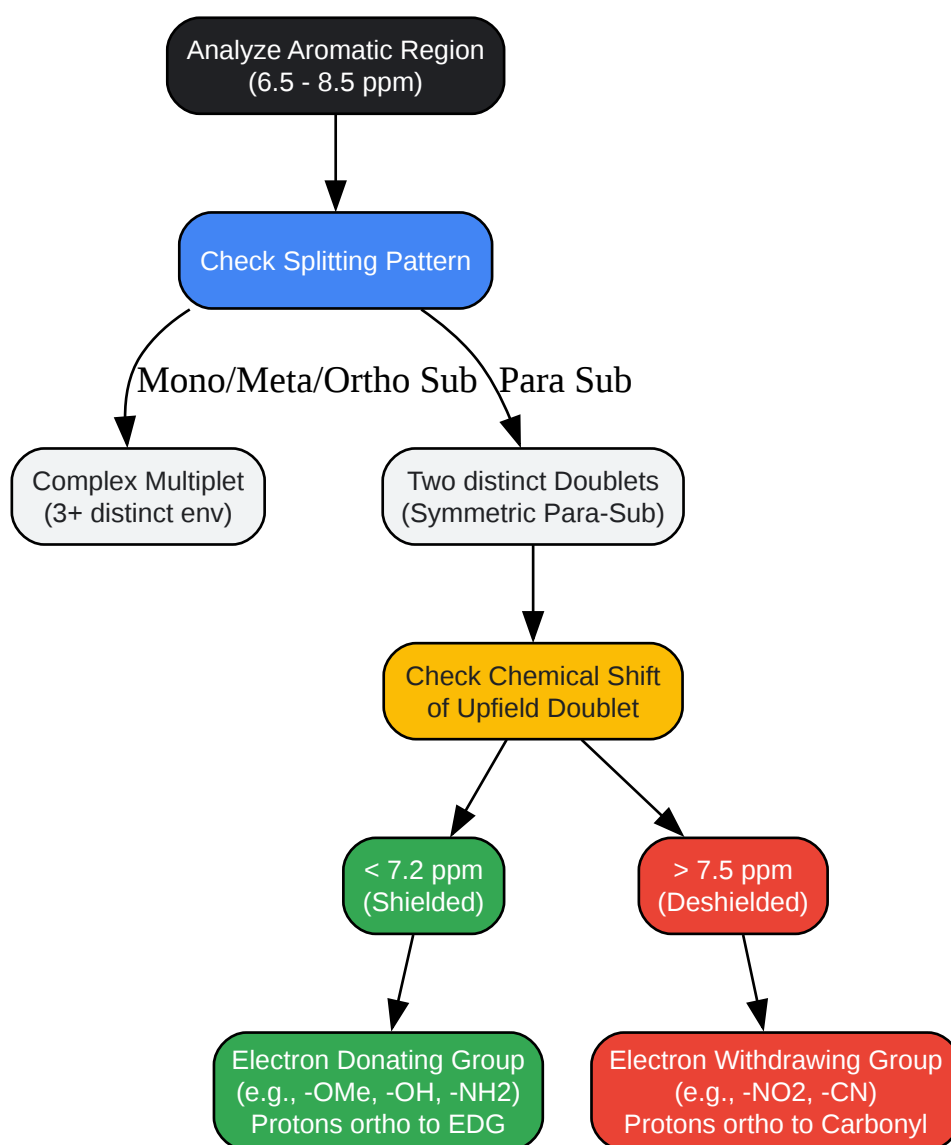 Analyze Aromatic Region
(6.5 - 8.5 ppm)
Check Splitting Pattern
Mono/Meta/Ortho Sub
Para Sub
Complex Multiplet
(3+ distinct env)
Two distinct Doublets
(Symmetric Para-Sub)
Check Chemical Shift
of Upfield Doublet
< 7.2 ppm
(Shielded)
> 7.5 ppm
(Deshielded)
Electron Donating Group
(e.g., -OMe, -OH, -NH2)
Protons ortho to EDG
Electron Withdrawing Group
(e.g., -NO2, -CN)
Protons ortho to Carbonyl